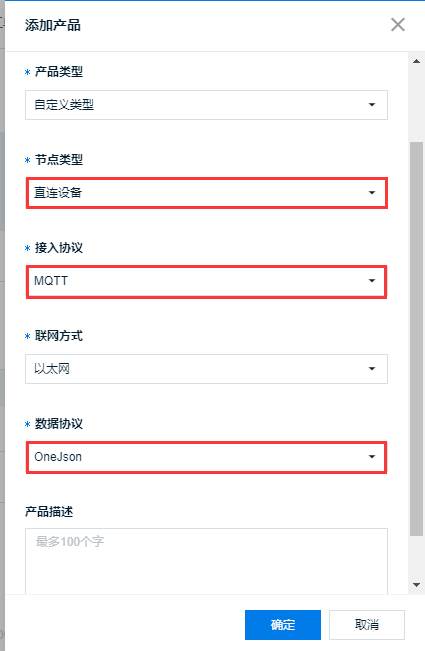 添加产品
* 产品类型
自定义类型
* 节点类型
直连设备
* 接入协议
MQTT
* 联网方式
以太网
* 数据协议
OneJson
产品描述
最多100个字
确定
取消